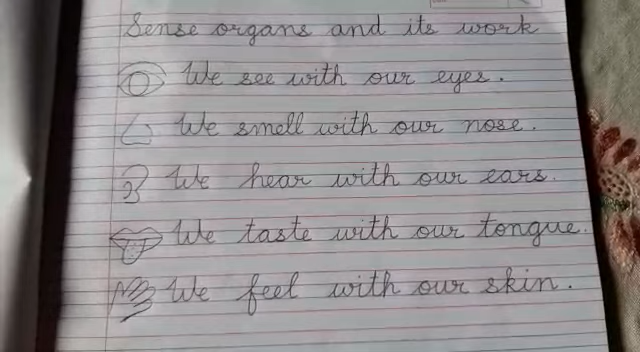 Sense organs and its work
We see with our eyes.
We smell with our nose.
We hear with our ears.
We taste with our tongue.
We feel with our skin.